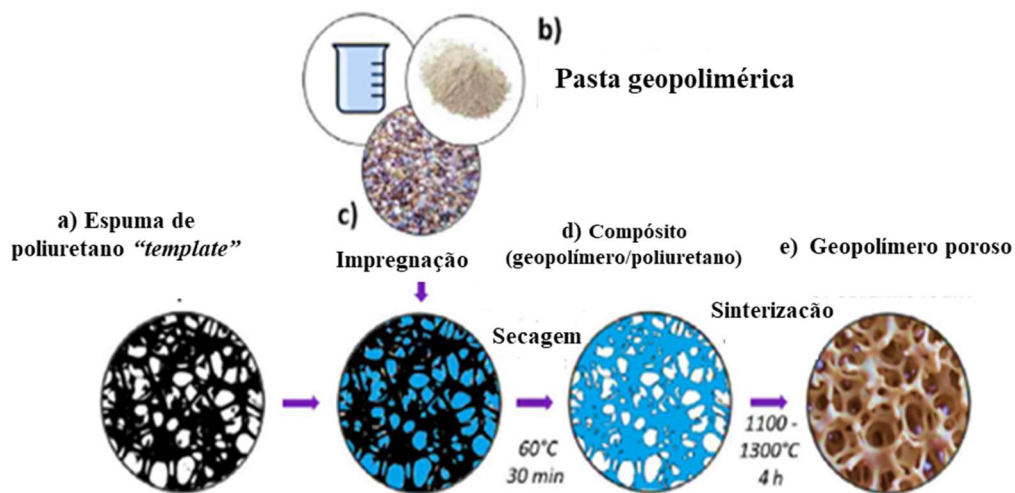 b)
Pasta geopolimérica
c)
a) Espuma de
poliuretano “template”
Impregnação
d) Compósito
(geopolímero/poliuretano)
e) Geopolímero poroso
Secagem
Sinterização
60°C
30 min
1100 -
1300°C
4 h